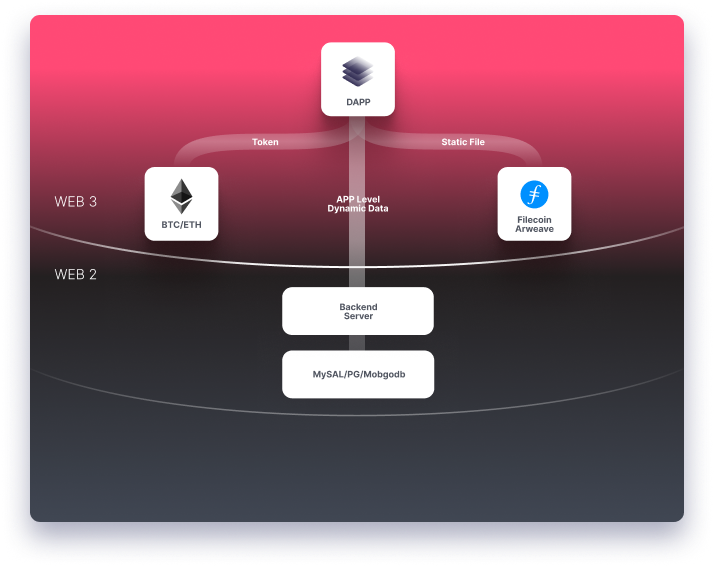 DAPP
Token
Static File
WEB 3
APP Level
Dynamic Data
BTC/ETH
Filecoin
Arweave
WEB 2
Backend
Server
MySAL/PG/Mobgodb